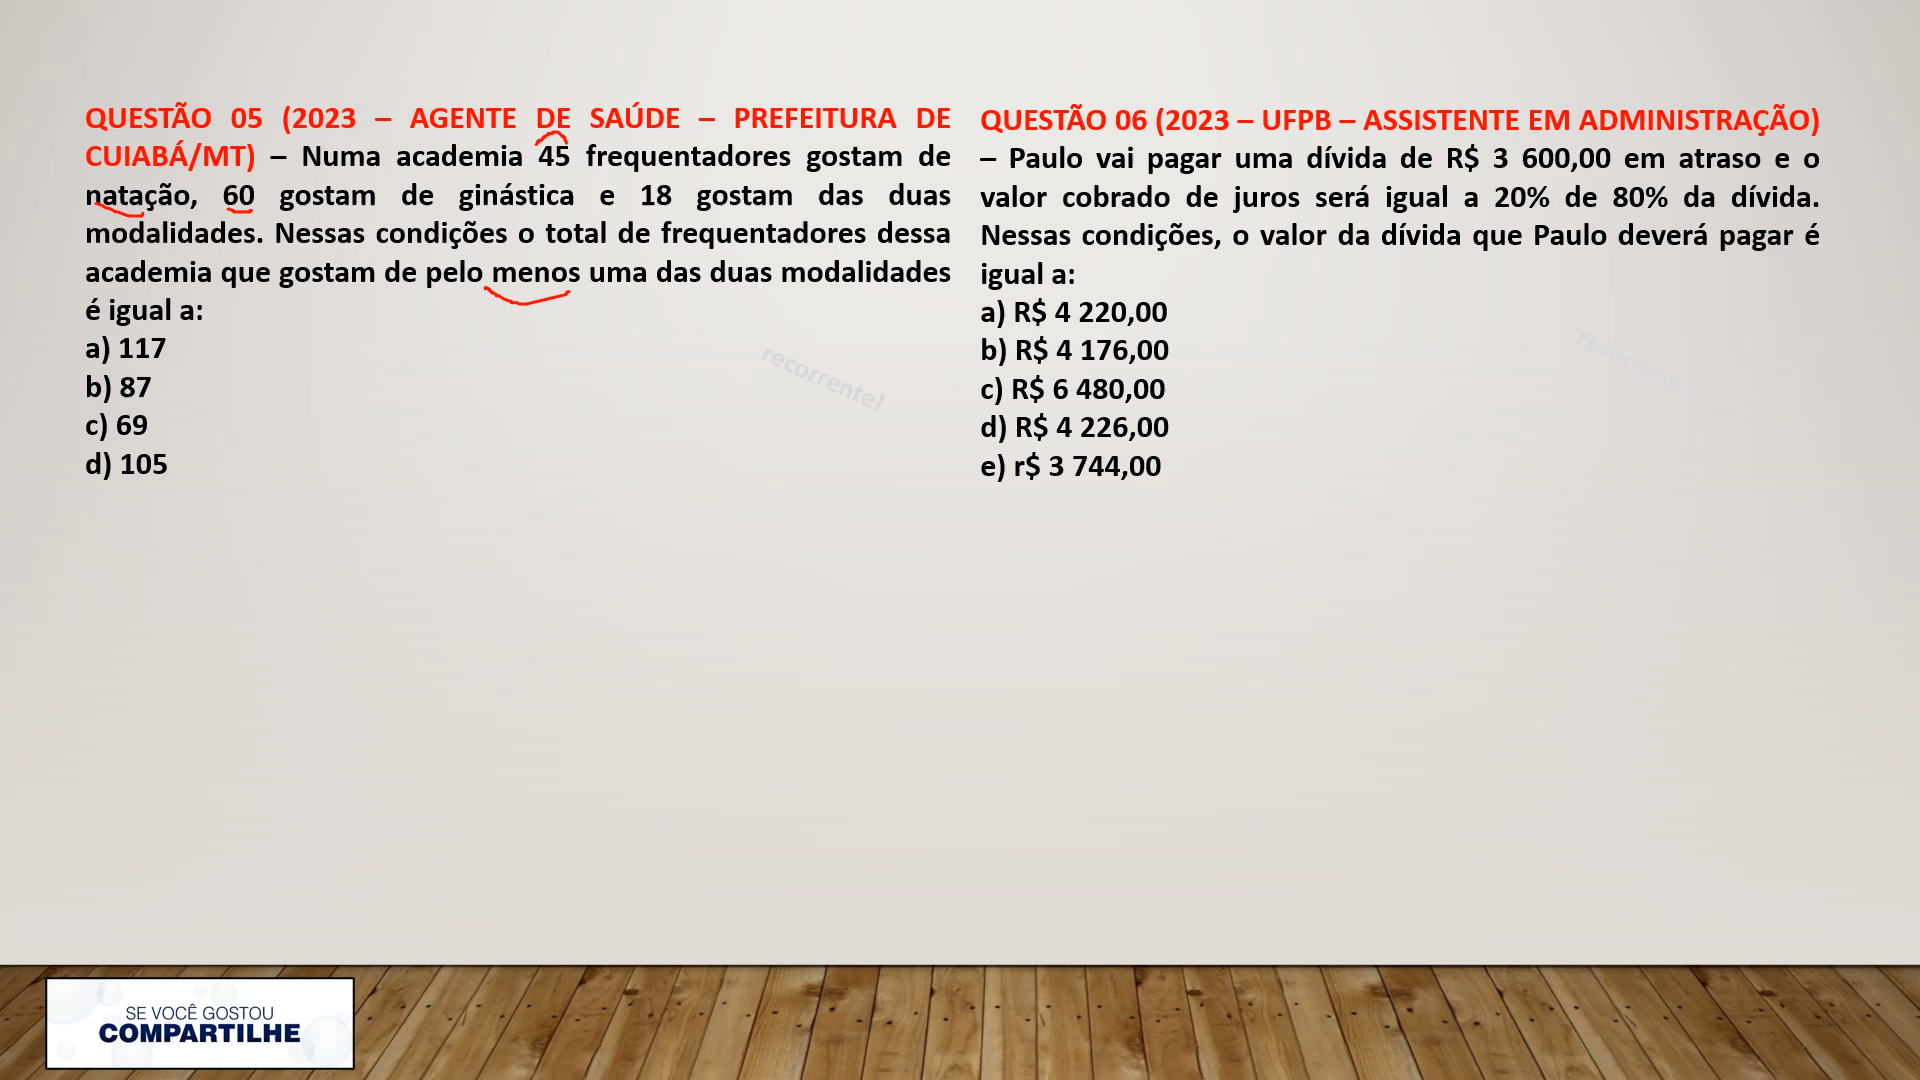 QUESTÃO 05 (2023 – AGENTE DE SAÚDE – PREFEITURA DE
CUIABÁ/MT) – Numa academia 45 frequentadores gostam de
natação, 60 gostam de ginástica e 18 gostam das duas
modalidades. Nessas condições o total de frequentadores dessa
academia que gostam de pelo menos uma das duas modalidades
é igual a:
a) 117
b) 87
c) 69
d) 105
QUESTÃO 06 (2023 – UFPB – ASSISTENTE EM ADMINISTRAÇÃO)
– Paulo vai pagar uma dívida de R$ 3 600,00 em atraso e o
valor cobrado de juros será igual a 20% de 80% da dívida.
Nessas condições, o valor da dívida que Paulo deverá pagar é
igual a:
a) R$ 4 220,00
b) R$ 4 176,00
c) R$ 6 480,00
d) R$ 4 226,00
e) r$ 3 744,00
recorrente!
SE VOCÊ GOSTOU
COMPARTILHE